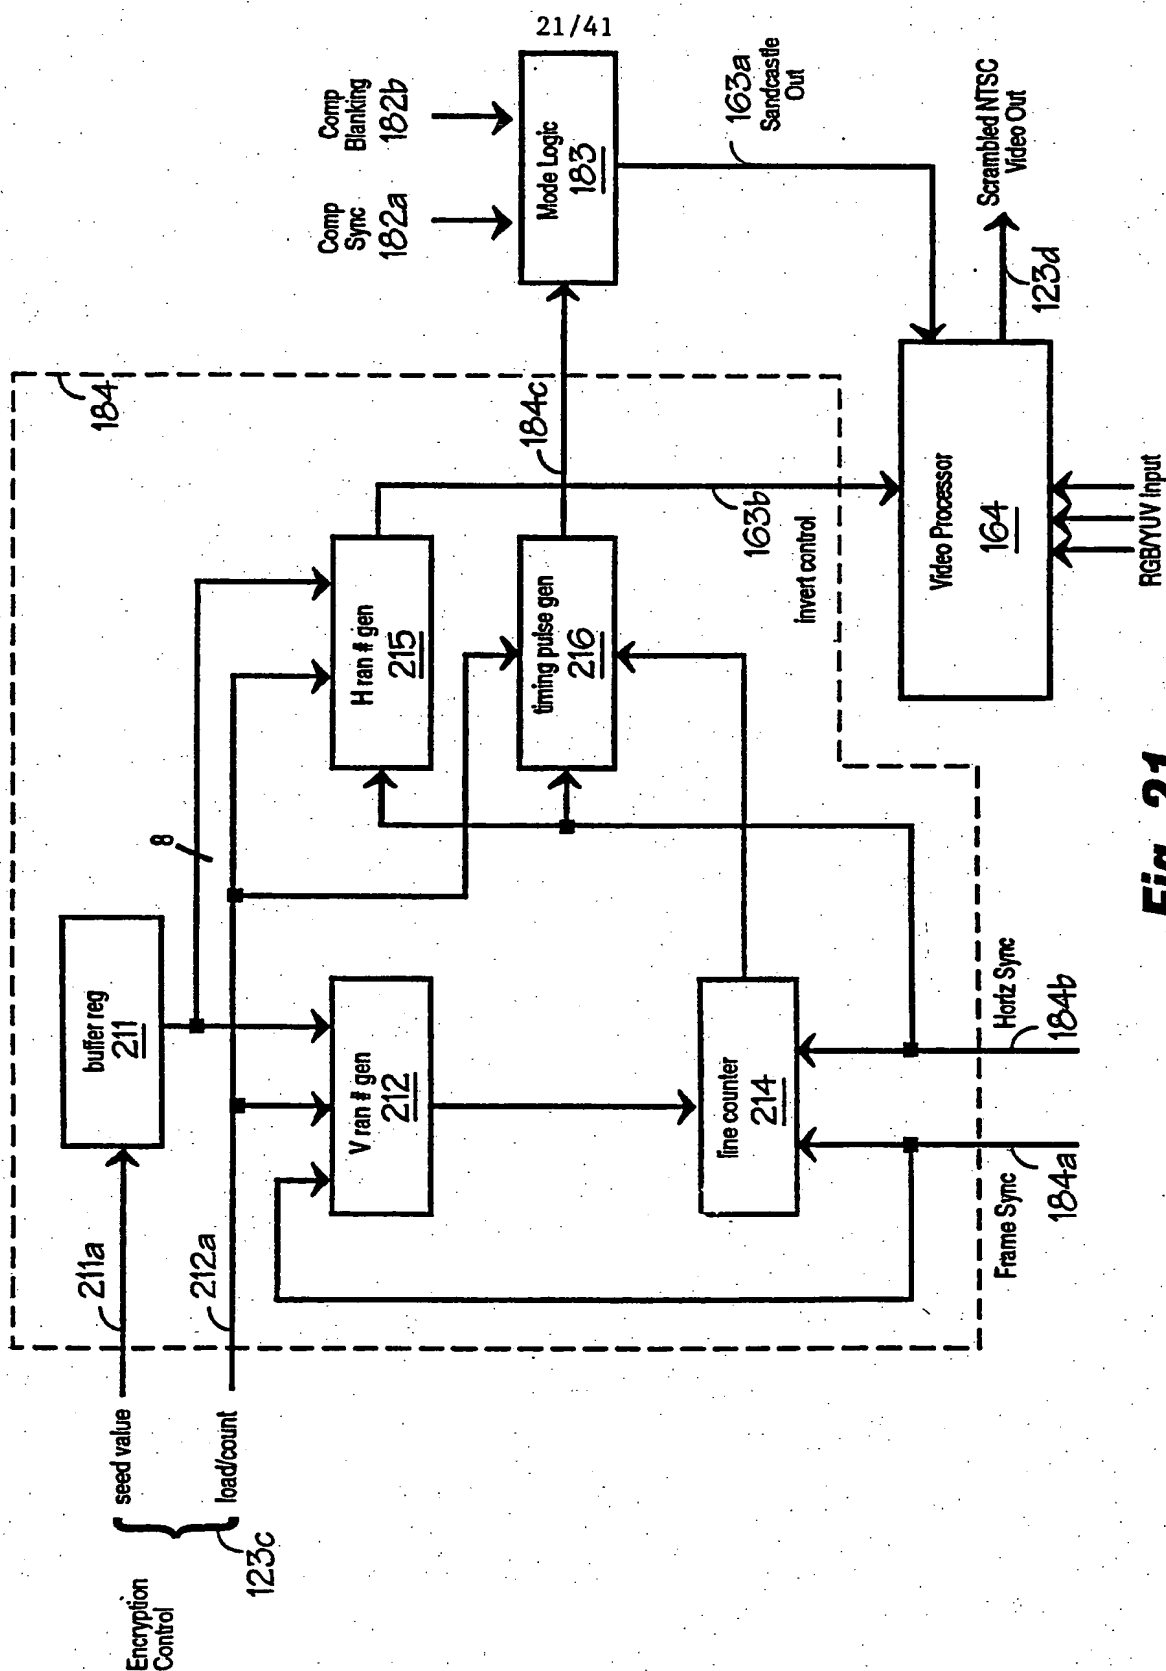 21/41
Encryption
Control
123c
seed value
load/count
211a
212a
buffer reg
211
8
184
V ran # gen
212
H ran # gen
215
line counter
214
timing pulse gen
216
184c
163b
invert control
Comp
Sync
182a
Comp
Blanking
182b
Mode Logic
183
163a
Sandcastle
Out
Video Processor
164
RGB/YUV Input
123d
Scrambled NTSC
Video Out
Frame Sync
184a
Horiz Sync
184b
Fig. 21